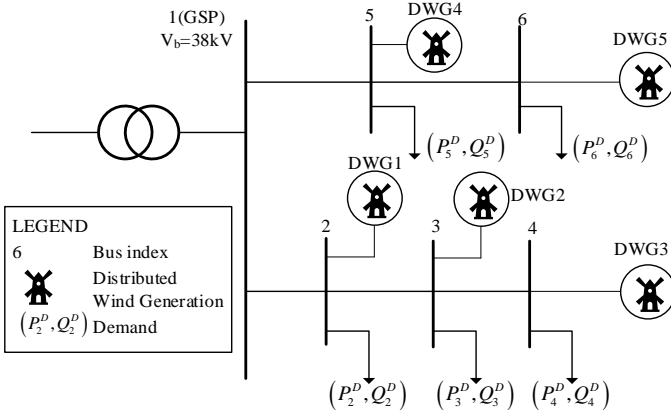 1(GSP)
V_b=38kV
5
DWG4
6
DWG5
(P_5^D, Q_5^D)
(P_6^D, Q_6^D)
DWG1
DWG2
2
3
4
DWG3
LEGEND
6 Bus index
Distributed
Wind Generation
(P_2^D, Q_2^D) Demand
(P_2^D, Q_2^D)
(P_3^D, Q_3^D)
(P_4^D, Q_4^D)